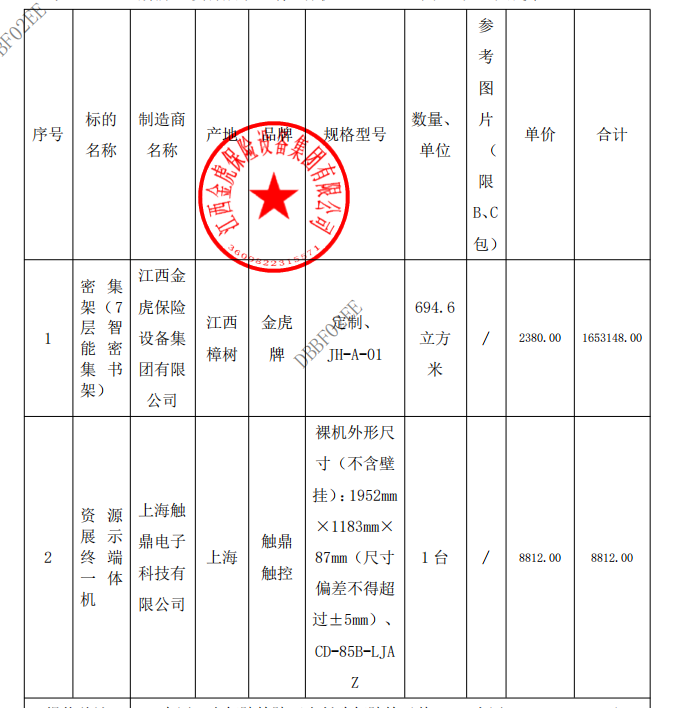 DBBF02EE
序号
标的
名称
制造商
名称
产地
品牌
规格型号
数量、
单位
参
考
图
片
（
限
B、C
包）
单价
合计
江西金虎保险设备集团有限公司
1
密集
架（7
层智
能密
集书
架）
江西金
虎保险
设备集
团有限
公司
江西
樟树
金虎
牌
定制、
JH-A-01
694.6
立方
米
/
2380.00
1653148.00
DBBF02EE
2
资源
展示
终端
一体
机
上海触
鼎电子
科技有
限公司
上海
触鼎
触控
裸机外形尺
寸（不含壁
挂）：1952mm
×1183mm×
87mm（尺寸
偏差不得超
过±5mm）、
CD-85B-LJA
Z
1台
/
8812.00
8812.00